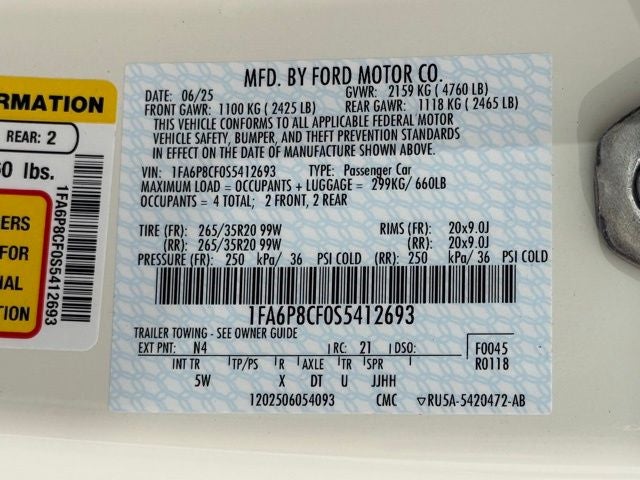 ORMATION
REAR: 2
60 lbs.
ERS
FOR
NAL
TION
1FA6P8CF0S5412693
MFD. BY FORD MOTOR CO.
DATE: 06/25 GVWR: 2159 KG ( 4760 LB)
FRONT GAWR: 1100 KG ( 2425 LB) REAR GAWR: 1118 KG ( 2465 LB)
THIS VEHICLE CONFORMS TO ALL APPLICABLE FEDERAL MOTOR
VEHICLE SAFETY, BUMPER, AND THEFT PREVENTION STANDARDS
IN EFFECT ON THE DATE OF MANUFACTURE SHOWN ABOVE.
VIN: 1FA6P8CF0S5412693 TYPE: Passenger Car
MAXIMUM LOAD = OCCUPANTS + LUGGAGE = 299KG/ 660LB
OCCUPANTS = 4 TOTAL; 2 FRONT, 2 REAR
TIRE (FR): 265/35R20 99W RIMS (FR): 20x9.0J
(RR): 265/35R20 99W (RR): 20x9.0J
PRESSURE (FR): 250 kPa/ 36 PSI COLD (RR): 250 kPa/ 36 PSI COLD
1FA6P8CF0S5412693
TRAILER TOWING - SEE OWNER GUIDE
EXT PNT: N4 RC: 21 DSO: F0045
INT TR TP/PS R AXLE TR SPR R0118
5W X DT U JJHH
1202506054093 CMC ▽RU5A-5420472-AB